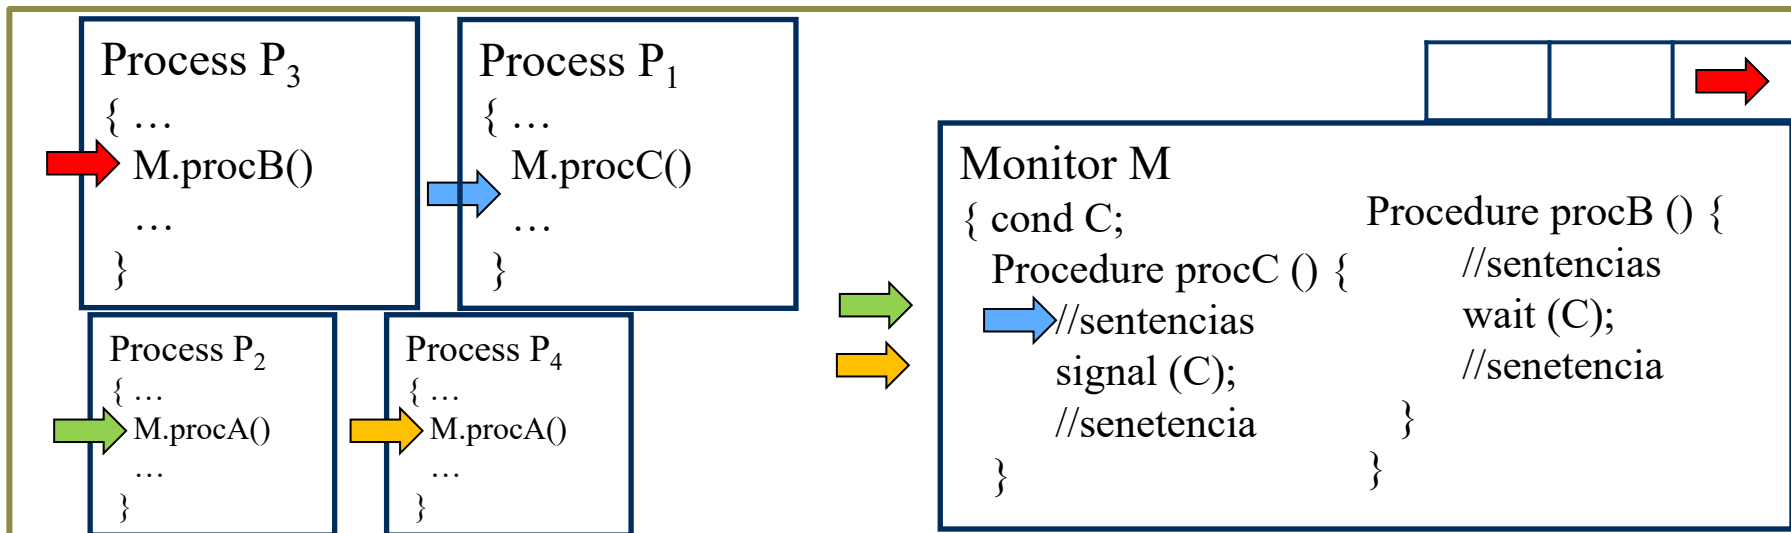 Process P₃
{ …
M.procB()
…
}
Process P₁
{ …
M.procC()
…
}
Process P₂
{ …
M.procA()
…
}
Process P₄
{ …
M.procA()
…
}
Monitor M
{ cond C;
Procedure procC () {
//sentencias
signal (C);
//senetencia
}
Procedure procB () {
//sentencias
wait (C);
//senetencia
}
}